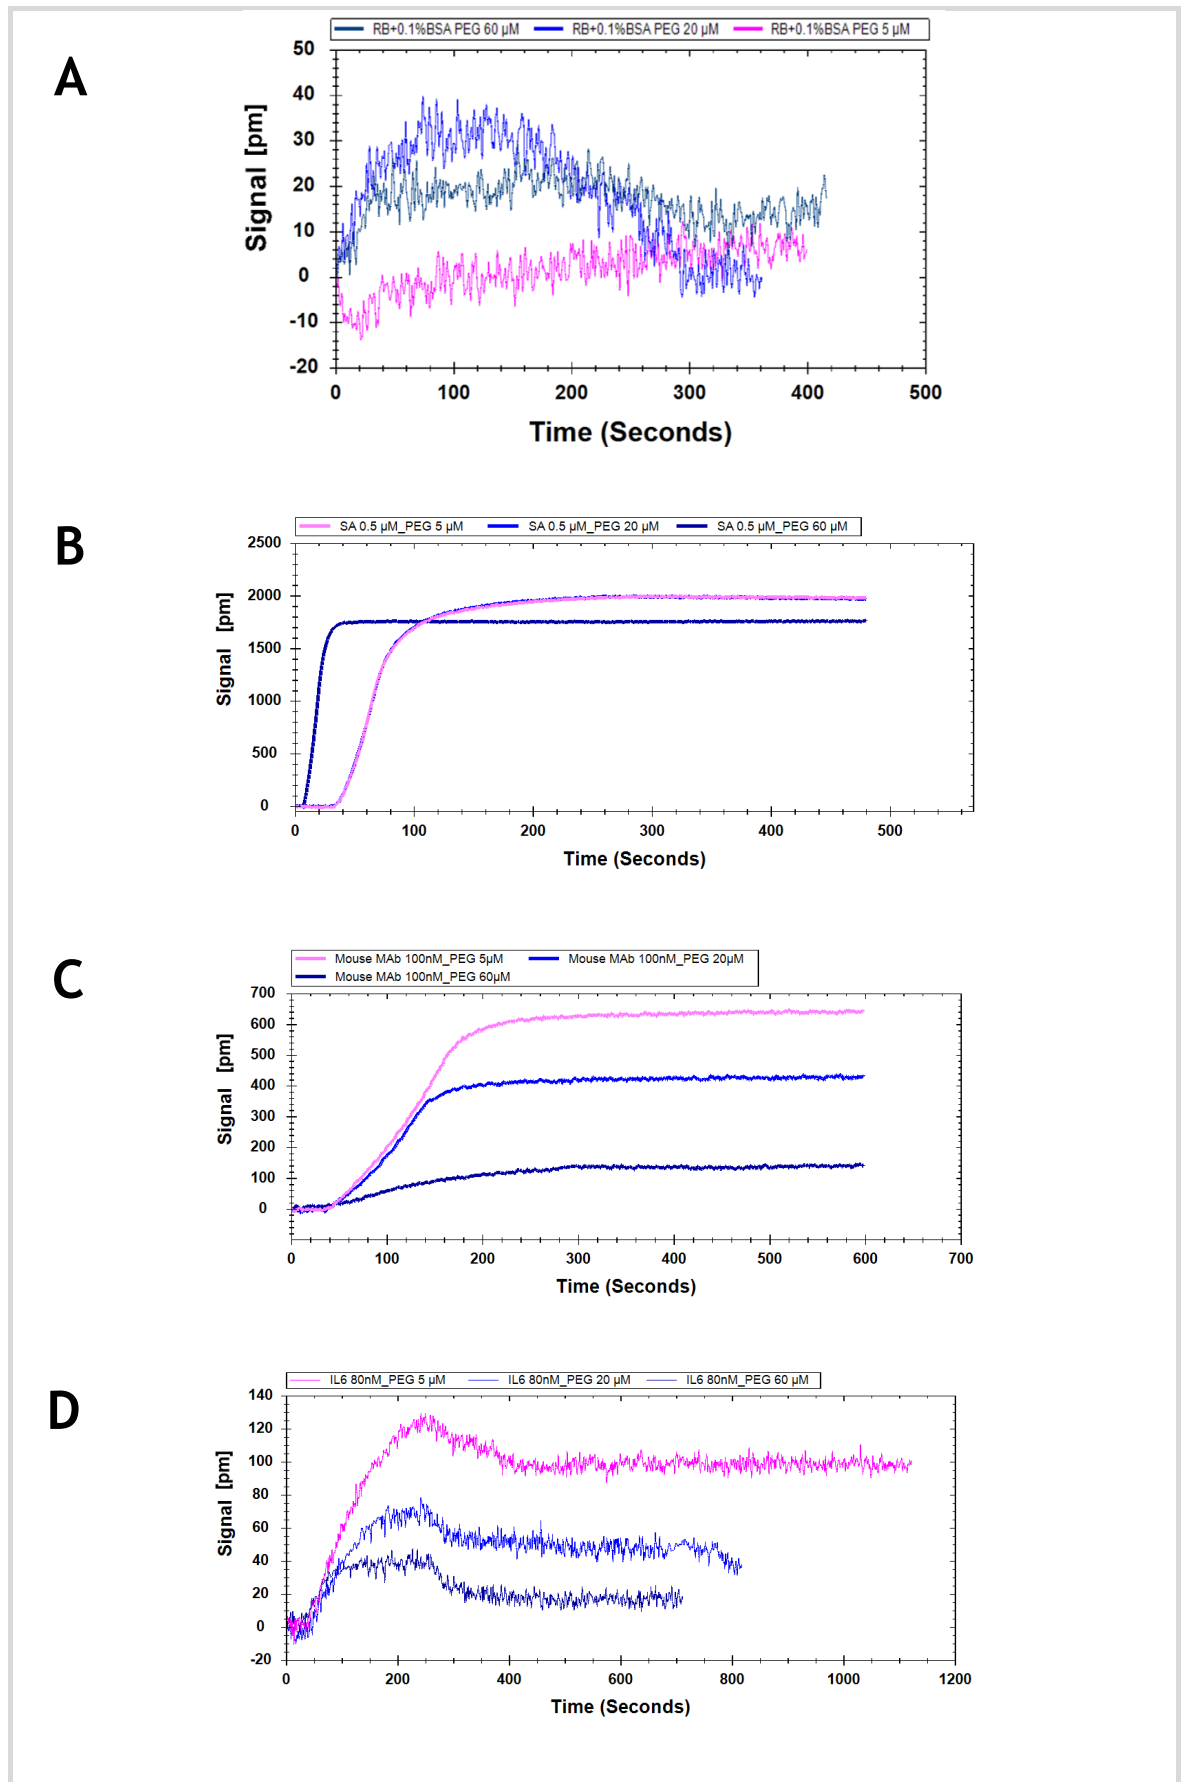 A
RB+0.1%BSA PEG 60 µM RB+0.1%BSA PEG 20 µM RB+0.1%BSA PEG 5 µM
50
40
30
20
10
0
-10
-20
Signal [pm]
0 100 200 300 400 500
Time (Seconds)
B
SA 0.5 µM_PEG 5 µM SA 0.5 µM_PEG 20 µM SA 0.5 µM_PEG 60 µM
2500
2000
1500
1000
500
0
Signal [pm]
0 100 200 300 400 500
Time (Seconds)
C
Mouse MAb 100nM_PEG 5µM Mouse MAb 100nM_PEG 20µM
Mouse MAb 100nM_PEG 60µM
700
600
500
400
300
200
100
0
Signal [pm]
0 100 200 300 400 500 600 700
Time (Seconds)
D
IL6 80nM_PEG 5 µM IL6 80nM_PEG 20 µM IL6 80nM_PEG 60 µM
140
120
100
80
60
40
20
0
-20
Signal [pm]
0 200 400 600 800 1000 1200
Time (Seconds)